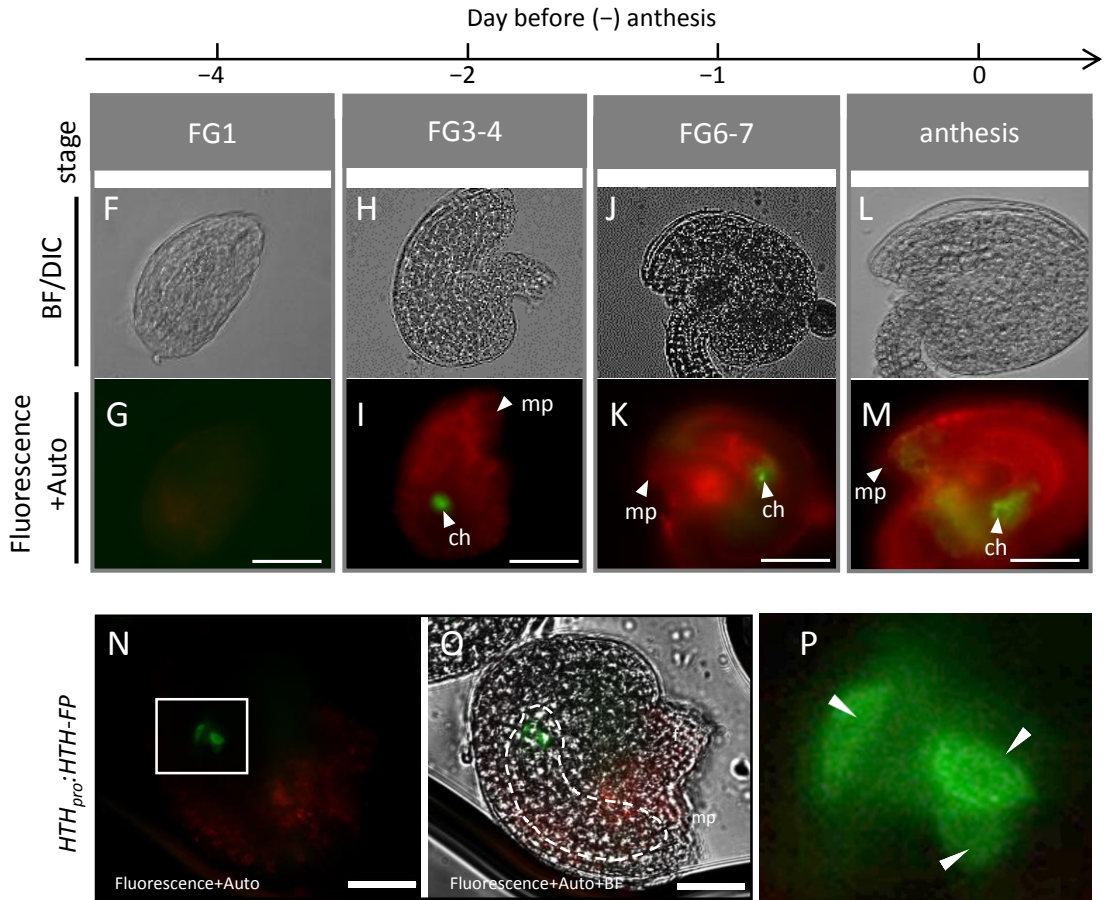 Day before (−) anthesis
−4 −2 −1 0
stage
FG1 FG3-4 FG6-7 anthesis
BF/DIC
F H J L
Fluorescence
+Auto
G I K M
mp
ch
mp
ch
mp
ch
HTHpro:HTH-FP
N O P
mp
Fluorescence+Auto
Fluorescence+Auto+BF